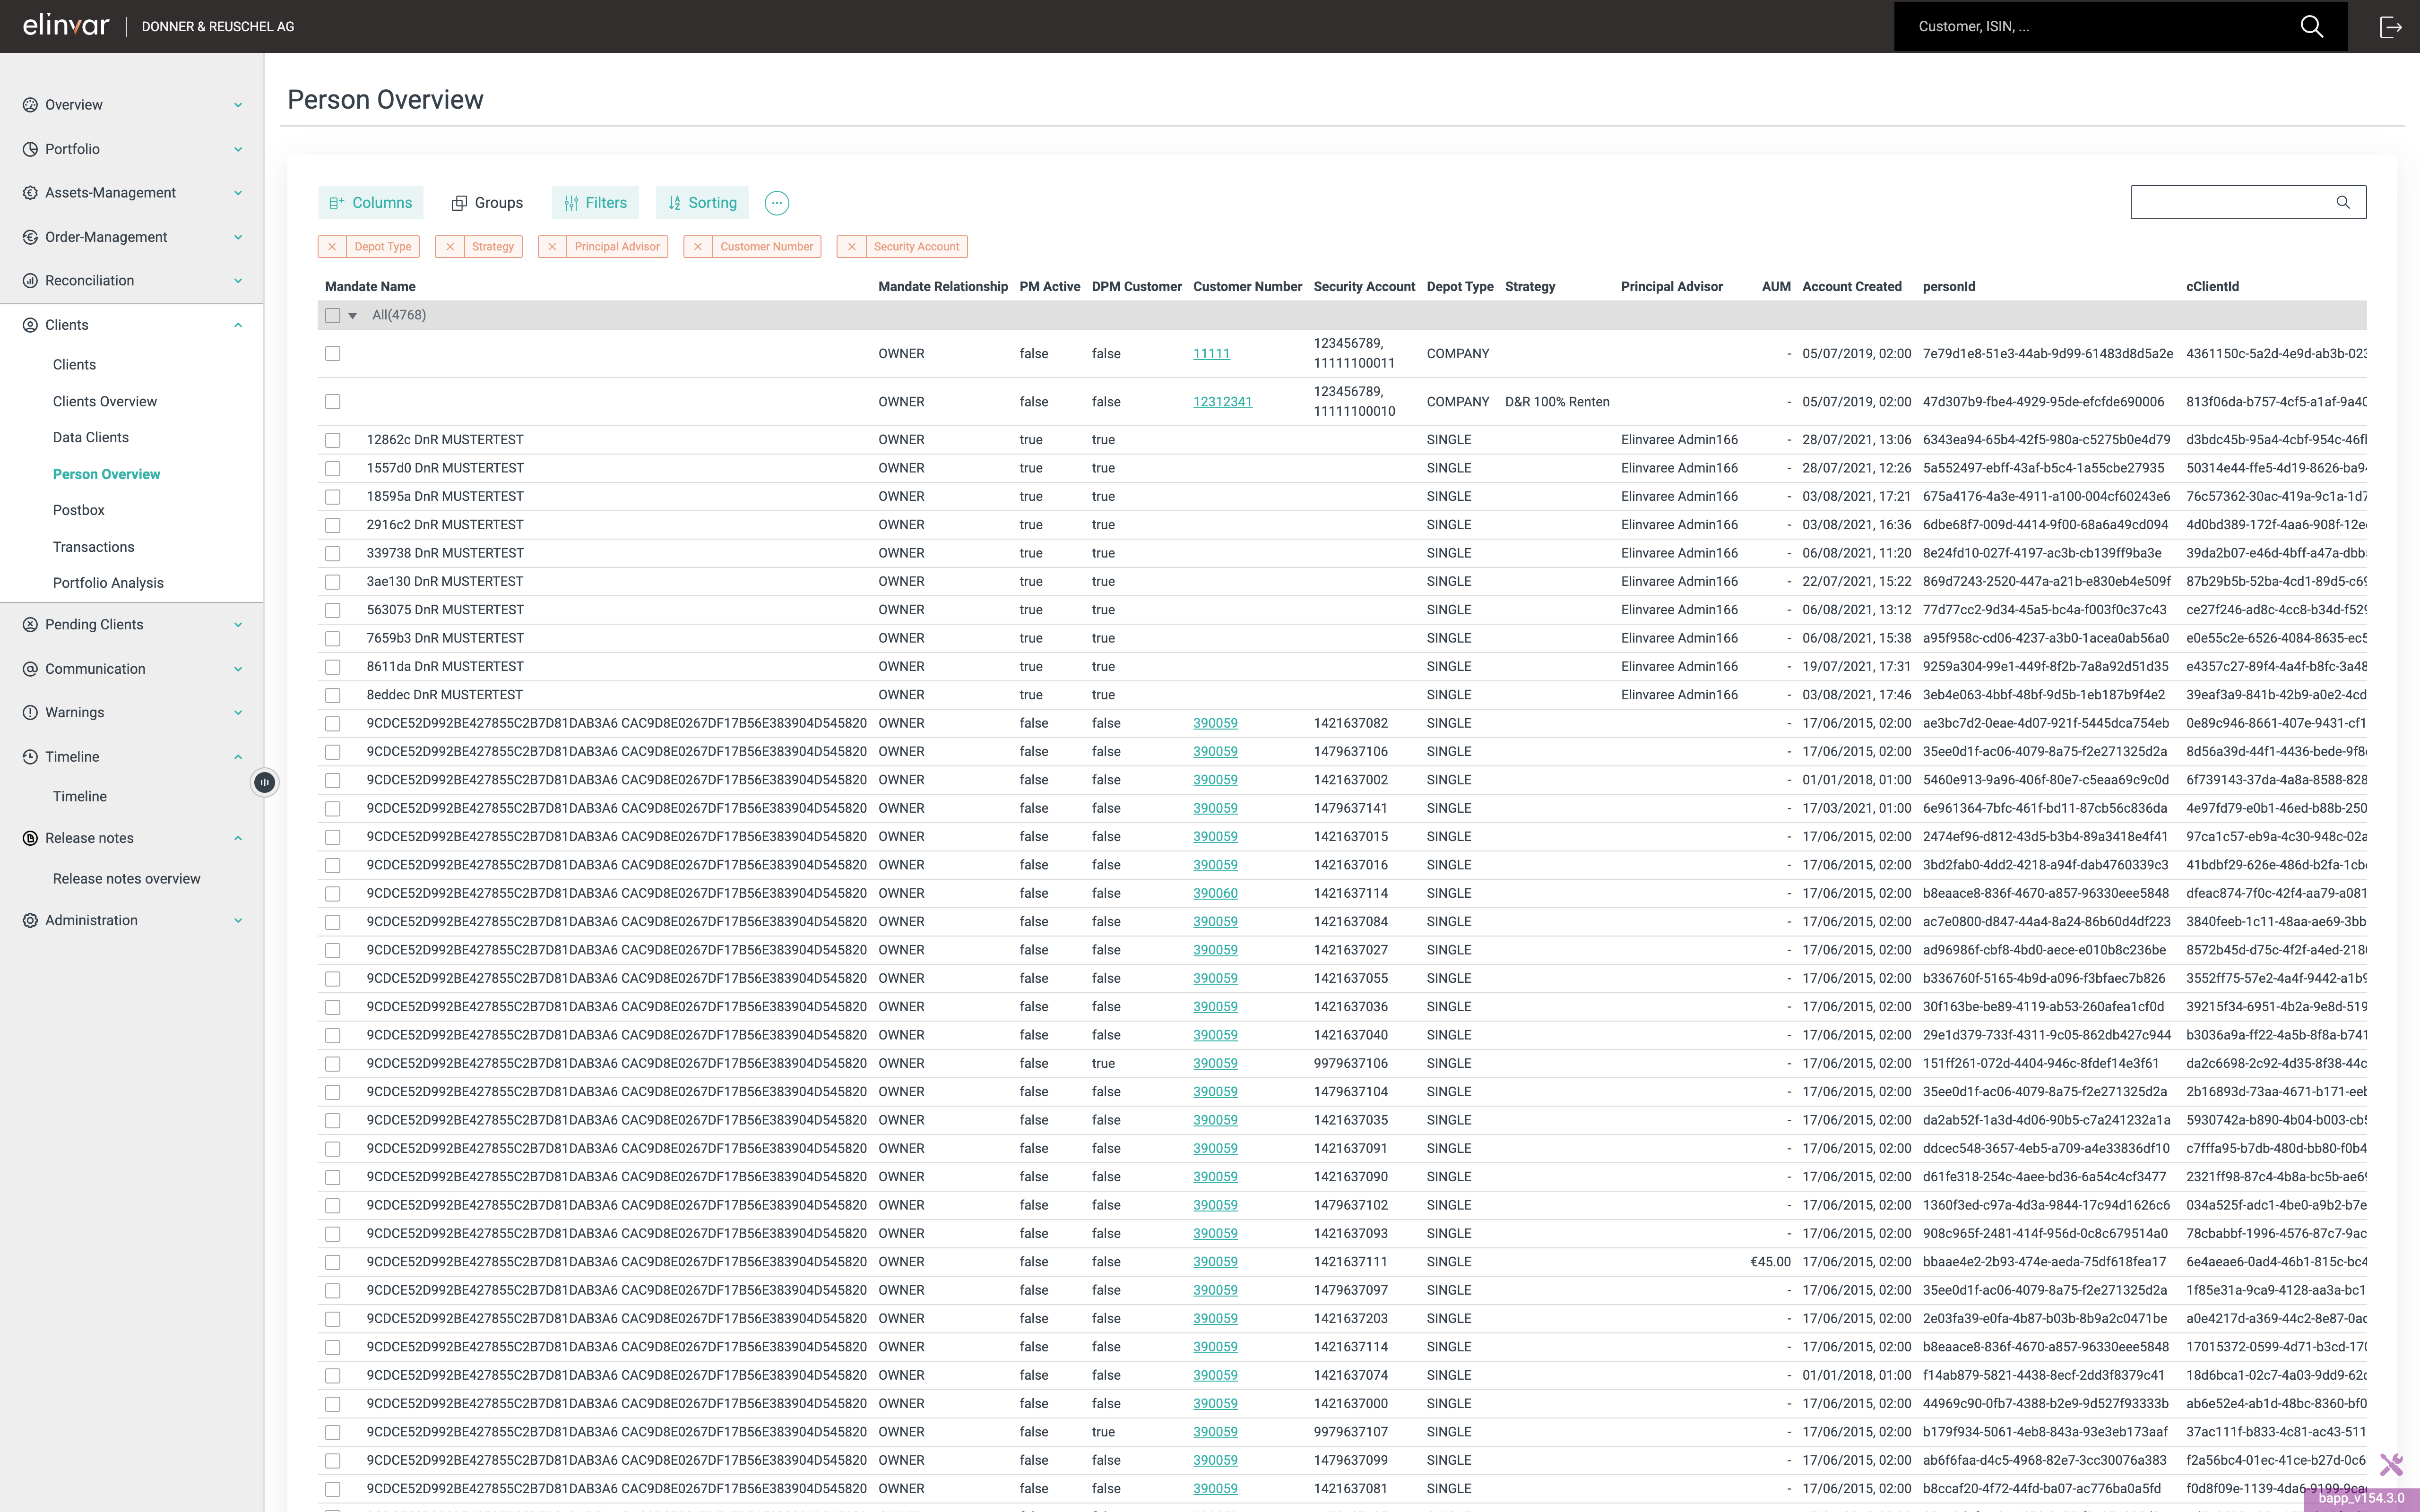 elinvar DONNER & REUSCHEL AG Customer, ISIN, ...
Overview
Portfolio
Assets-Management
Order-Management
Reconciliation
Clients
Clients
Clients Overview
Data Clients
Person Overview
Postbox
Transactions
Portfolio Analysis
Pending Clients
Communication
Warnings
Timeline
Timeline
Release notes
Release notes overview
Administration
Person Overview
Columns Groups Filters Sorting
Depot Type Strategy Principal Advisor Customer Number Security Account
Mandate Name Mandate Relationship PM Active DPM Customer Customer Number Security Account Depot Type Strategy Principal Advisor AUM Account Created personId cClientId
All(4768)
OWNER false false 11111 123456789, 11111100011 COMPANY - 05/07/2019, 02:00 7e79d1e8-51e3-44ab-9d99-61483d8d5a2e 4361150c-5a2d-4e9d-ab3b-023
OWNER false false 12312341 123456789, 11111100010 COMPANY D&R 100% Renten - 05/07/2019, 02:00 47d307b9-fbe4-4929-95de-efcfde690006 813f06da-b757-4cf5-a1af-9a40
12862c DnR MUSTERTEST OWNER true true SINGLE Elinvaree Admin166 - 28/07/2021, 13:06 6343ea94-65b4-42f5-980a-c5275b0e4d79 d3bdc45b-95a4-4cbf-954c-46f
1557d0 DnR MUSTERTEST OWNER true true SINGLE Elinvaree Admin166 - 28/07/2021, 12:26 5a552497-ebff-43af-b5c4-1a55cbe27935 50314e44-ffe5-4d19-8626-ba9
18595a DnR MUSTERTEST OWNER true true SINGLE Elinvaree Admin166 - 03/08/2021, 17:21 675a4176-4a3e-4911-a100-004cf60243e6 76c57362-30ac-419a-9c1a-1d7
2916c2 DnR MUSTERTEST OWNER true true SINGLE Elinvaree Admin166 - 03/08/2021, 16:36 6dbe68f7-009d-4414-9f00-68a6a49cd094 4d0bd389-172f-4aa6-908f-12e
339738 DnR MUSTERTEST OWNER true true SINGLE Elinvaree Admin166 - 06/08/2021, 11:20 8e24fd10-027f-4197-ac3b-cb139ff9ba3e 39da2b07-e46d-4bff-a47a-dbb
3ae130 DnR MUSTERTEST OWNER true true SINGLE Elinvaree Admin166 - 22/07/2021, 15:22 869d7243-2520-447a-a21b-e830eb4e509f 87b29b5b-52ba-4cd1-89d5-c69
563075 DnR MUSTERTEST OWNER true true SINGLE Elinvaree Admin166 - 06/08/2021, 13:12 77d77cc2-9d34-45a5-bc4a-f003f0c37c43 ce27f246-ad8c-4cc8-b34d-f529
7659b3 DnR MUSTERTEST OWNER true true SINGLE Elinvaree Admin166 - 06/08/2021, 15:38 a95f958c-cd06-4237-a3b0-1acea0ab56a0 e0e55c2e-6526-4084-8635-ec5
8611da DnR MUSTERTEST OWNER true true SINGLE Elinvaree Admin166 - 19/07/2021, 17:31 9259a304-99e1-449f-8f2b-7a8a92d51d35 e4357c27-89f4-4a4f-b8fc-3a48
8eddec DnR MUSTERTEST OWNER true true SINGLE Elinvaree Admin166 - 03/08/2021, 17:46 3eb4e063-4bbf-48bf-9d5b-1eb187b9f4e2 39eaf3a9-841b-42b9-a0e2-4cd
9CDCE52D992BE427855C2B7D81DAB3A6 CAC9D8E0267DF17B56E383904D545820 OWNER false false 390059 1421637082 SINGLE - 17/06/2015, 02:00 ae3bc7d2-0eae-4d07-921f-5445dca754eb 0e89c946-8661-407e-9431-cf1
9CDCE52D992BE427855C2B7D81DAB3A6 CAC9D8E0267DF17B56E383904D545820 OWNER false false 390059 1479637106 SINGLE - 17/06/2015, 02:00 35ee0d1f-ac06-4079-8a75-f2e271325d2a 8d56a39d-44f1-4436-bede-9f8
9CDCE52D992BE427855C2B7D81DAB3A6 CAC9D8E0267DF17B56E383904D545820 OWNER false false 390059 1421637002 SINGLE - 01/01/2018, 01:00 5460e913-9a96-406f-80e7-c5eaa69c9c0d 6f739143-37da-4a8a-8588-828
9CDCE52D992BE427855C2B7D81DAB3A6 CAC9D8E0267DF17B56E383904D545820 OWNER false false 390059 1479637141 SINGLE - 17/03/2021, 01:00 6e961364-7bfc-461f-bd11-87cb56c836da 4e97fd79-e0b1-46ed-b88b-250
9CDCE52D992BE427855C2B7D81DAB3A6 CAC9D8E0267DF17B56E383904D545820 OWNER false false 390059 1421637015 SINGLE - 17/06/2015, 02:00 2474ef96-d812-43d5-b3b4-89a3418e4f41 97ca1c57-eb9a-4c30-948c-02a
9CDCE52D992BE427855C2B7D81DAB3A6 CAC9D8E0267DF17B56E383904D545820 OWNER false false 390059 1421637016 SINGLE - 17/06/2015, 02:00 3bd2fab0-4dd2-4218-a94f-dab4760339c3 41bdbf29-626e-486d-b2fa-1cb
9CDCE52D992BE427855C2B7D81DAB3A6 CAC9D8E0267DF17B56E383904D545820 OWNER false false 390060 1421637114 SINGLE - 17/06/2015, 02:00 b8eaace8-836f-4670-a857-96330eee5848 dfeac874-7f0c-42f4-aa79-a081
9CDCE52D992BE427855C2B7D81DAB3A6 CAC9D8E0267DF17B56E383904D545820 OWNER false false 390059 1421637084 SINGLE - 17/06/2015, 02:00 ac7e0800-d847-44a4-8a24-86b60d4df223 3840feeb-1c11-48aa-ae69-3bb
9CDCE52D992BE427855C2B7D81DAB3A6 CAC9D8E0267DF17B56E383904D545820 OWNER false false 390059 1421637027 SINGLE - 17/06/2015, 02:00 ad96986f-cbf8-4bd0-aece-e010b8c236be 8572b45d-d75c-4f2f-a4ed-218
9CDCE52D992BE427855C2B7D81DAB3A6 CAC9D8E0267DF17B56E383904D545820 OWNER false false 390059 1421637055 SINGLE - 17/06/2015, 02:00 b336760f-5165-4b9d-a096-f3bfaec7b826 3552ff75-57e2-4a4f-9442-a1b9
9CDCE52D992BE427855C2B7D81DAB3A6 CAC9D8E0267DF17B56E383904D545820 OWNER false false 390059 1421637036 SINGLE - 17/06/2015, 02:00 30f163be-be89-4119-ab53-260afea1cf0d 39215f34-6951-4b2a-9e8d-519
9CDCE52D992BE427855C2B7D81DAB3A6 CAC9D8E0267DF17B56E383904D545820 OWNER false false 390059 1421637040 SINGLE - 17/06/2015, 02:00 29e1d379-733f-4311-9c05-862db427c944 b3036a9a-ff22-4a5b-8f8a-b741
9CDCE52D992BE427855C2B7D81DAB3A6 CAC9D8E0267DF17B56E383904D545820 OWNER false true 390059 9979637106 SINGLE - 17/06/2015, 02:00 151ff261-072d-4404-946c-8fdef14e3f61 da2c6698-2c92-4d35-8f38-44c
9CDCE52D992BE427855C2B7D81DAB3A6 CAC9D8E0267DF17B56E383904D545820 OWNER false false 390059 1479637104 SINGLE - 17/06/2015, 02:00 35ee0d1f-ac06-4079-8a75-f2e271325d2a 2b16893d-73aa-4671-b171-eeb
9CDCE52D992BE427855C2B7D81DAB3A6 CAC9D8E0267DF17B56E383904D545820 OWNER false false 390059 1421637035 SINGLE - 17/06/2015, 02:00 da2ab52f-1a3d-4d06-90b5-c7a241232a1a 5930742a-b890-4b04-b003-cb5
9CDCE52D992BE427855C2B7D81DAB3A6 CAC9D8E0267DF17B56E383904D545820 OWNER false false 390059 1421637091 SINGLE - 17/06/2015, 02:00 ddcec548-3657-4eb5-a709-a4e33836df10 c7fffa95-b7db-480d-bb80-f0b4
9CDCE52D992BE427855C2B7D81DAB3A6 CAC9D8E0267DF17B56E383904D545820 OWNER false false 390059 1421637090 SINGLE - 17/06/2015, 02:00 d61fe318-254c-4aee-bd36-6a54c4cf3477 2321ff98-87c4-4b8a-bc5b-ae6
9CDCE52D992BE427855C2B7D81DAB3A6 CAC9D8E0267DF17B56E383904D545820 OWNER false false 390059 1479637102 SINGLE - 17/06/2015, 02:00 1360f3ed-c97a-4d3a-9844-17c94d1626c6 034a525f-adc1-4be0-a9b2-b7e
9CDCE52D992BE427855C2B7D81DAB3A6 CAC9D8E0267DF17B56E383904D545820 OWNER false false 390059 1421637093 SINGLE - 17/06/2015, 02:00 908c965f-2481-414f-956d-0c8c679514a0 78cbabbf-1996-4576-87c7-9ac
9CDCE52D992BE427855C2B7D81DAB3A6 CAC9D8E0267DF17B56E383904D545820 OWNER false false 390059 1421637111 SINGLE €45.00 17/06/2015, 02:00 bbaae4e2-2b93-474e-aeda-75df618fea17 6e4aeae6-0ad4-46b1-815c-bc4
9CDCE52D992BE427855C2B7D81DAB3A6 CAC9D8E0267DF17B56E383904D545820 OWNER false false 390059 1479637097 SINGLE - 17/06/2015, 02:00 35ee0d1f-ac06-4079-8a75-f2e271325d2a 1f85e31a-9ca9-4128-aa3a-bc1
9CDCE52D992BE427855C2B7D81DAB3A6 CAC9D8E0267DF17B56E383904D545820 OWNER false false 390059 1421637203 SINGLE - 17/06/2015, 02:00 2e03fa39-e0fa-4b87-b03b-8b9a2c0471be a0e4217d-a369-44c2-8e87-0ac
9CDCE52D992BE427855C2B7D81DAB3A6 CAC9D8E0267DF17B56E383904D545820 OWNER false false 390059 1421637114 SINGLE - 17/06/2015, 02:00 b8eaace8-836f-4670-a857-96330eee5848 17015372-0599-4d71-b3cd-170
9CDCE52D992BE427855C2B7D81DAB3A6 CAC9D8E0267DF17B56E383904D545820 OWNER false false 390059 1421637074 SINGLE - 01/01/2018, 01:00 f14ab879-5821-4438-8ecf-2dd3f8379c41 18d6bca1-02c7-4a03-9dd9-62c
9CDCE52D992BE427855C2B7D81DAB3A6 CAC9D8E0267DF17B56E383904D545820 OWNER false false 390059 1421637000 SINGLE - 17/06/2015, 02:00 44969c90-0fb7-4388-b2e9-9d527f93333b ab6e52e4-ab1d-48bc-8360-bf0
9CDCE52D992BE427855C2B7D81DAB3A6 CAC9D8E0267DF17B56E383904D545820 OWNER false true 390059 9979637107 SINGLE - 17/06/2015, 02:00 b179f934-5061-4eb8-843a-93e3eb173aaf 37ac111f-b833-4c81-ac43-511
9CDCE52D992BE427855C2B7D81DAB3A6 CAC9D8E0267DF17B56E383904D545820 OWNER false false 390059 1479637099 SINGLE - 17/06/2015, 02:00 ab6f6faa-d4c5-4968-82e7-3cc30076a383 f2a56bc4-01ec-41ce-b27d-0c6
9CDCE52D992BE427855C2B7D81DAB3A6 CAC9D8E0267DF17B56E383904D545820 OWNER false false 390059 1421637081 SINGLE - 17/06/2015, 02:00 b8ccaf20-4f72-44fd-ba07-ac776ba0a5fd f0d8f09e-1139-4da6-9199-9ca
bapp_v154.3.0